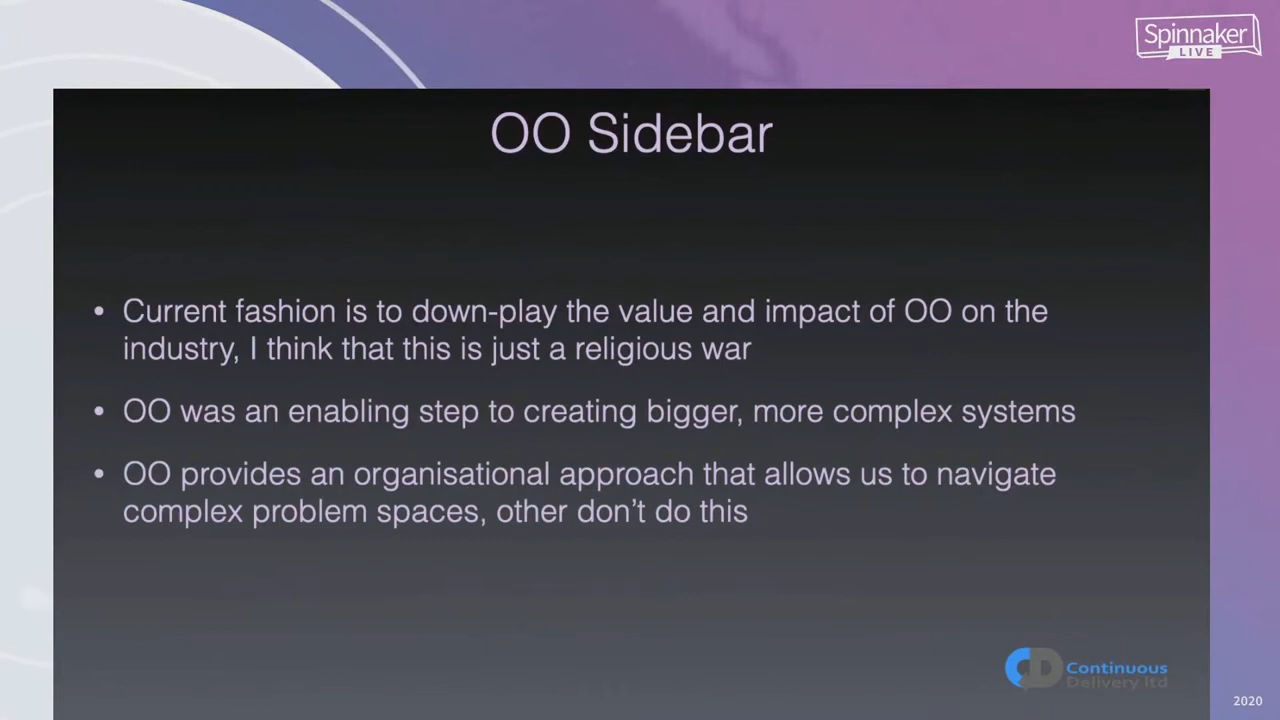 Spinnaker
LIVE
OO Sidebar
• Current fashion is to down-play the value and impact of OO on the
industry, I think that this is just a religious war
• OO was an enabling step to creating bigger, more complex systems
• OO provides an organisational approach that allows us to navigate
complex problem spaces, other don't do this
CD Continuous
Delivery ltd
2020